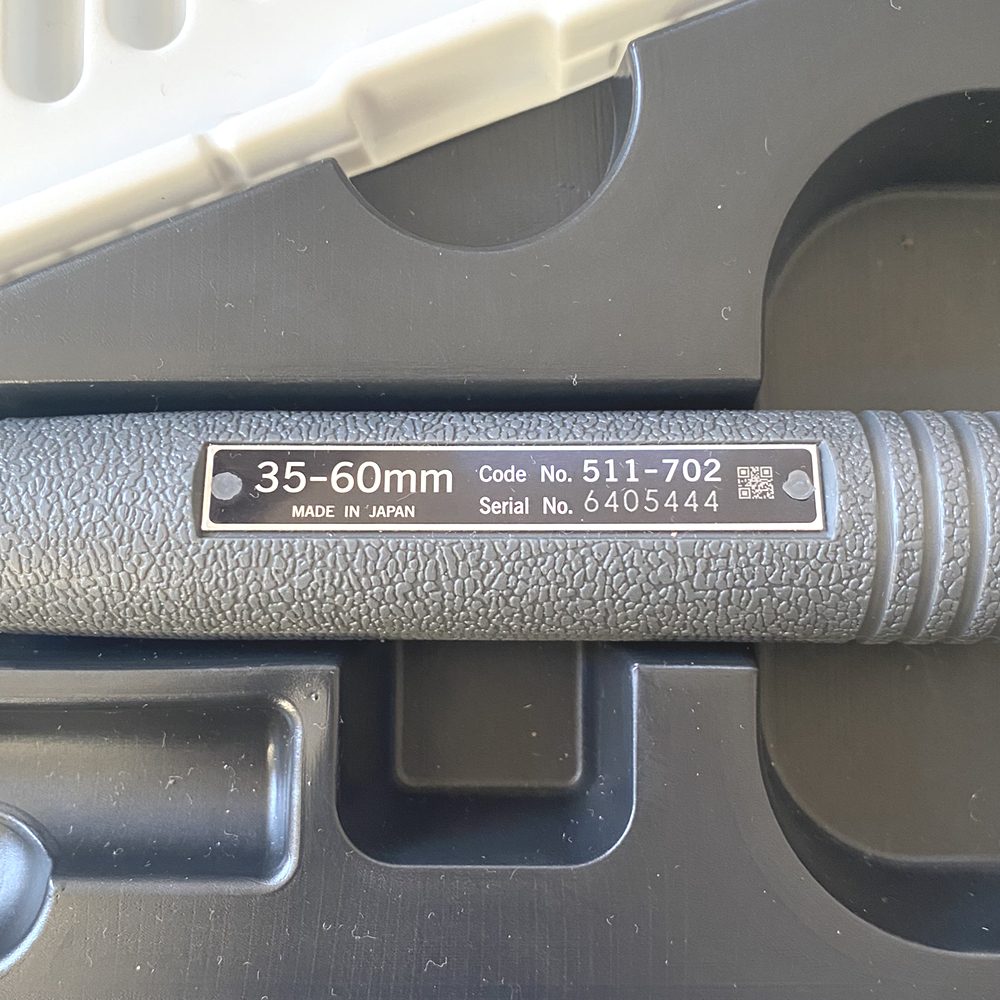 35-60mm
MADE IN JAPAN
Code No. 511-702
Serial No. 6405444